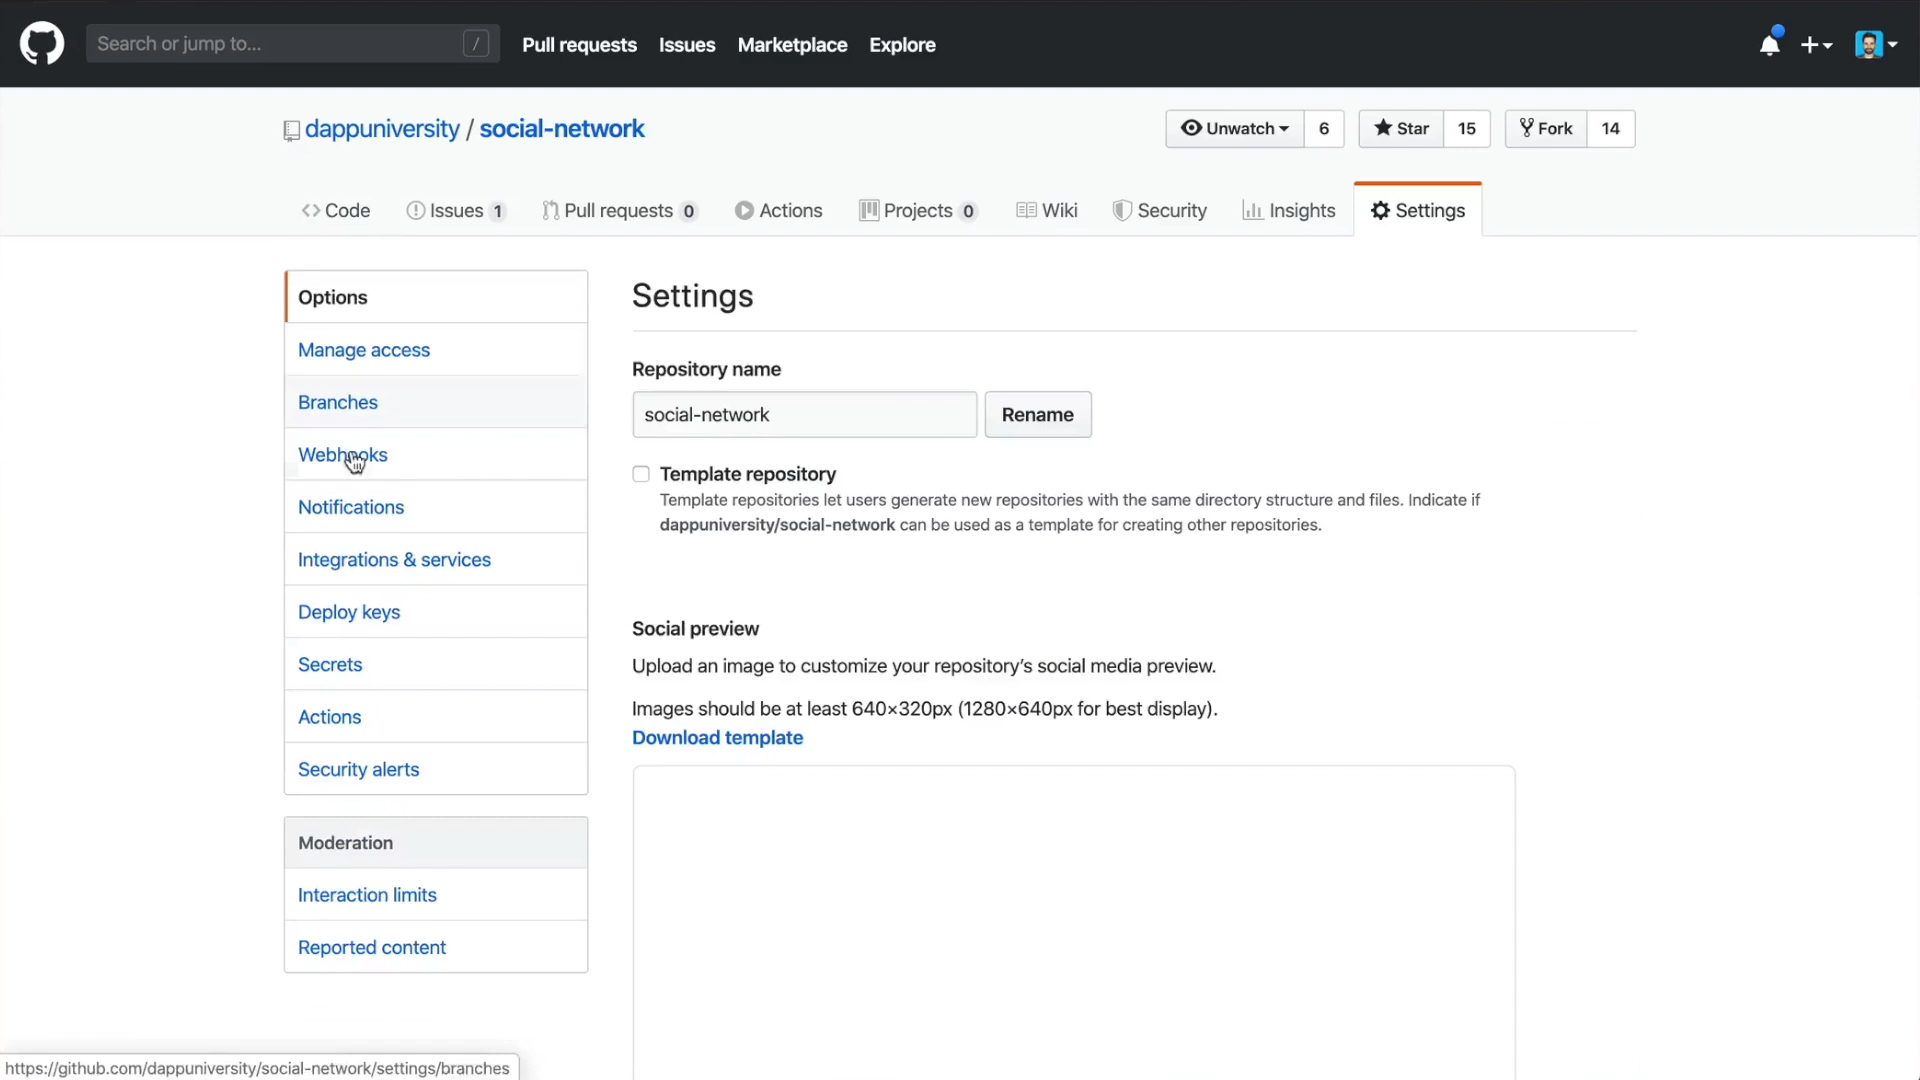 Search or jump to... /
Pull requests Issues Marketplace Explore
dappuniversity / social-network
Unwatch 6
Star 15
Fork 14
Code
Issues 1
Pull requests 0
Actions
Projects 0
Wiki
Security
Insights
Settings
Options
Manage access
Branches
Webhooks
Notifications
Integrations & services
Deploy keys
Secrets
Actions
Security alerts
Moderation
Interaction limits
Reported content
Settings
Repository name
social-network Rename
Template repository
Template repositories let users generate new repositories with the same directory structure and files. Indicate if
dappuniversity/social-network can be used as a template for creating other repositories.
Social preview
Upload an image to customize your repository’s social media preview.
Images should be at least 640×320px (1280×640px for best display).
Download template
https://github.com/dappuniversity/social-network/settings/branches